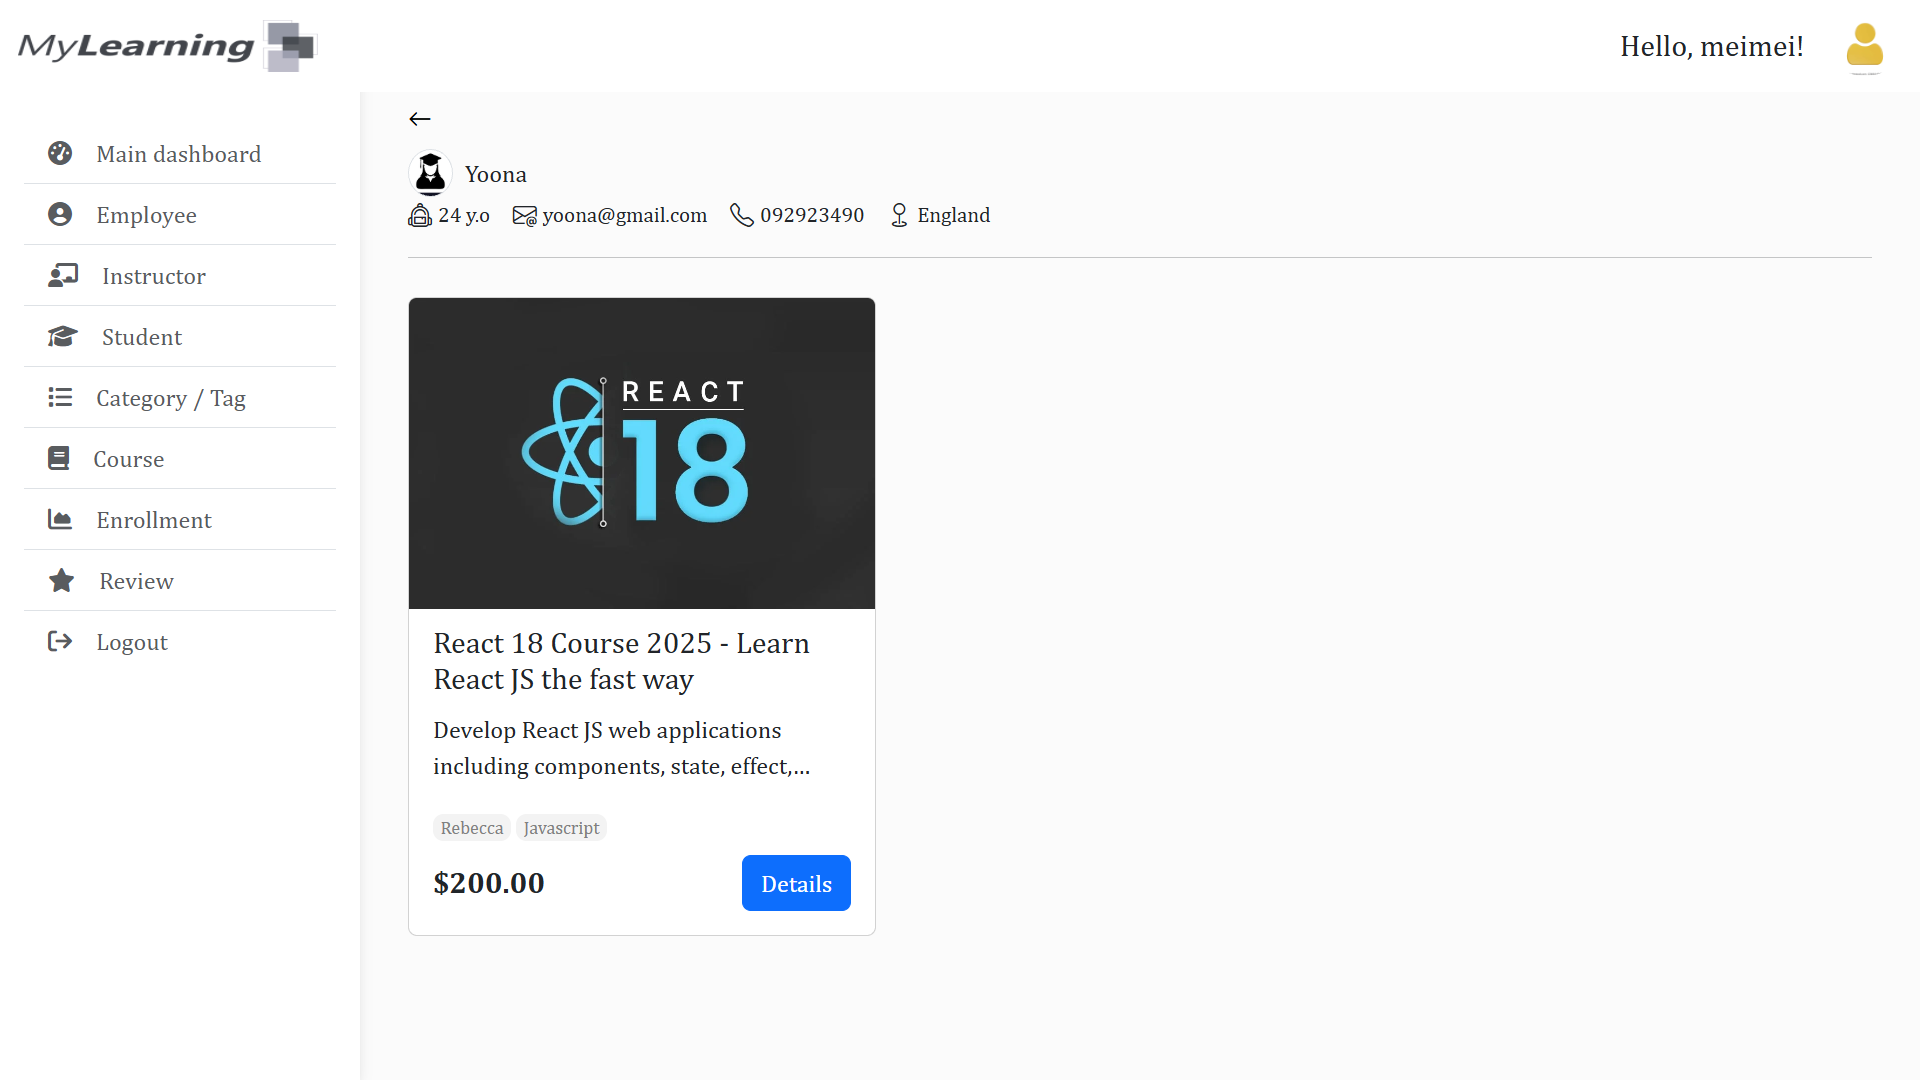 MyLearning
Hello, meimei!
Main dashboard
Employee
Instructor
Student
Category / Tag
Course
Enrollment
Review
Logout
Yoona
24 y.o yoona@gmail.com 092923490 England
REACT
18
React 18 Course 2025 - Learn
React JS the fast way
Develop React JS web applications
including components, state, effect,...
Rebecca Javascript
$200.00
Details